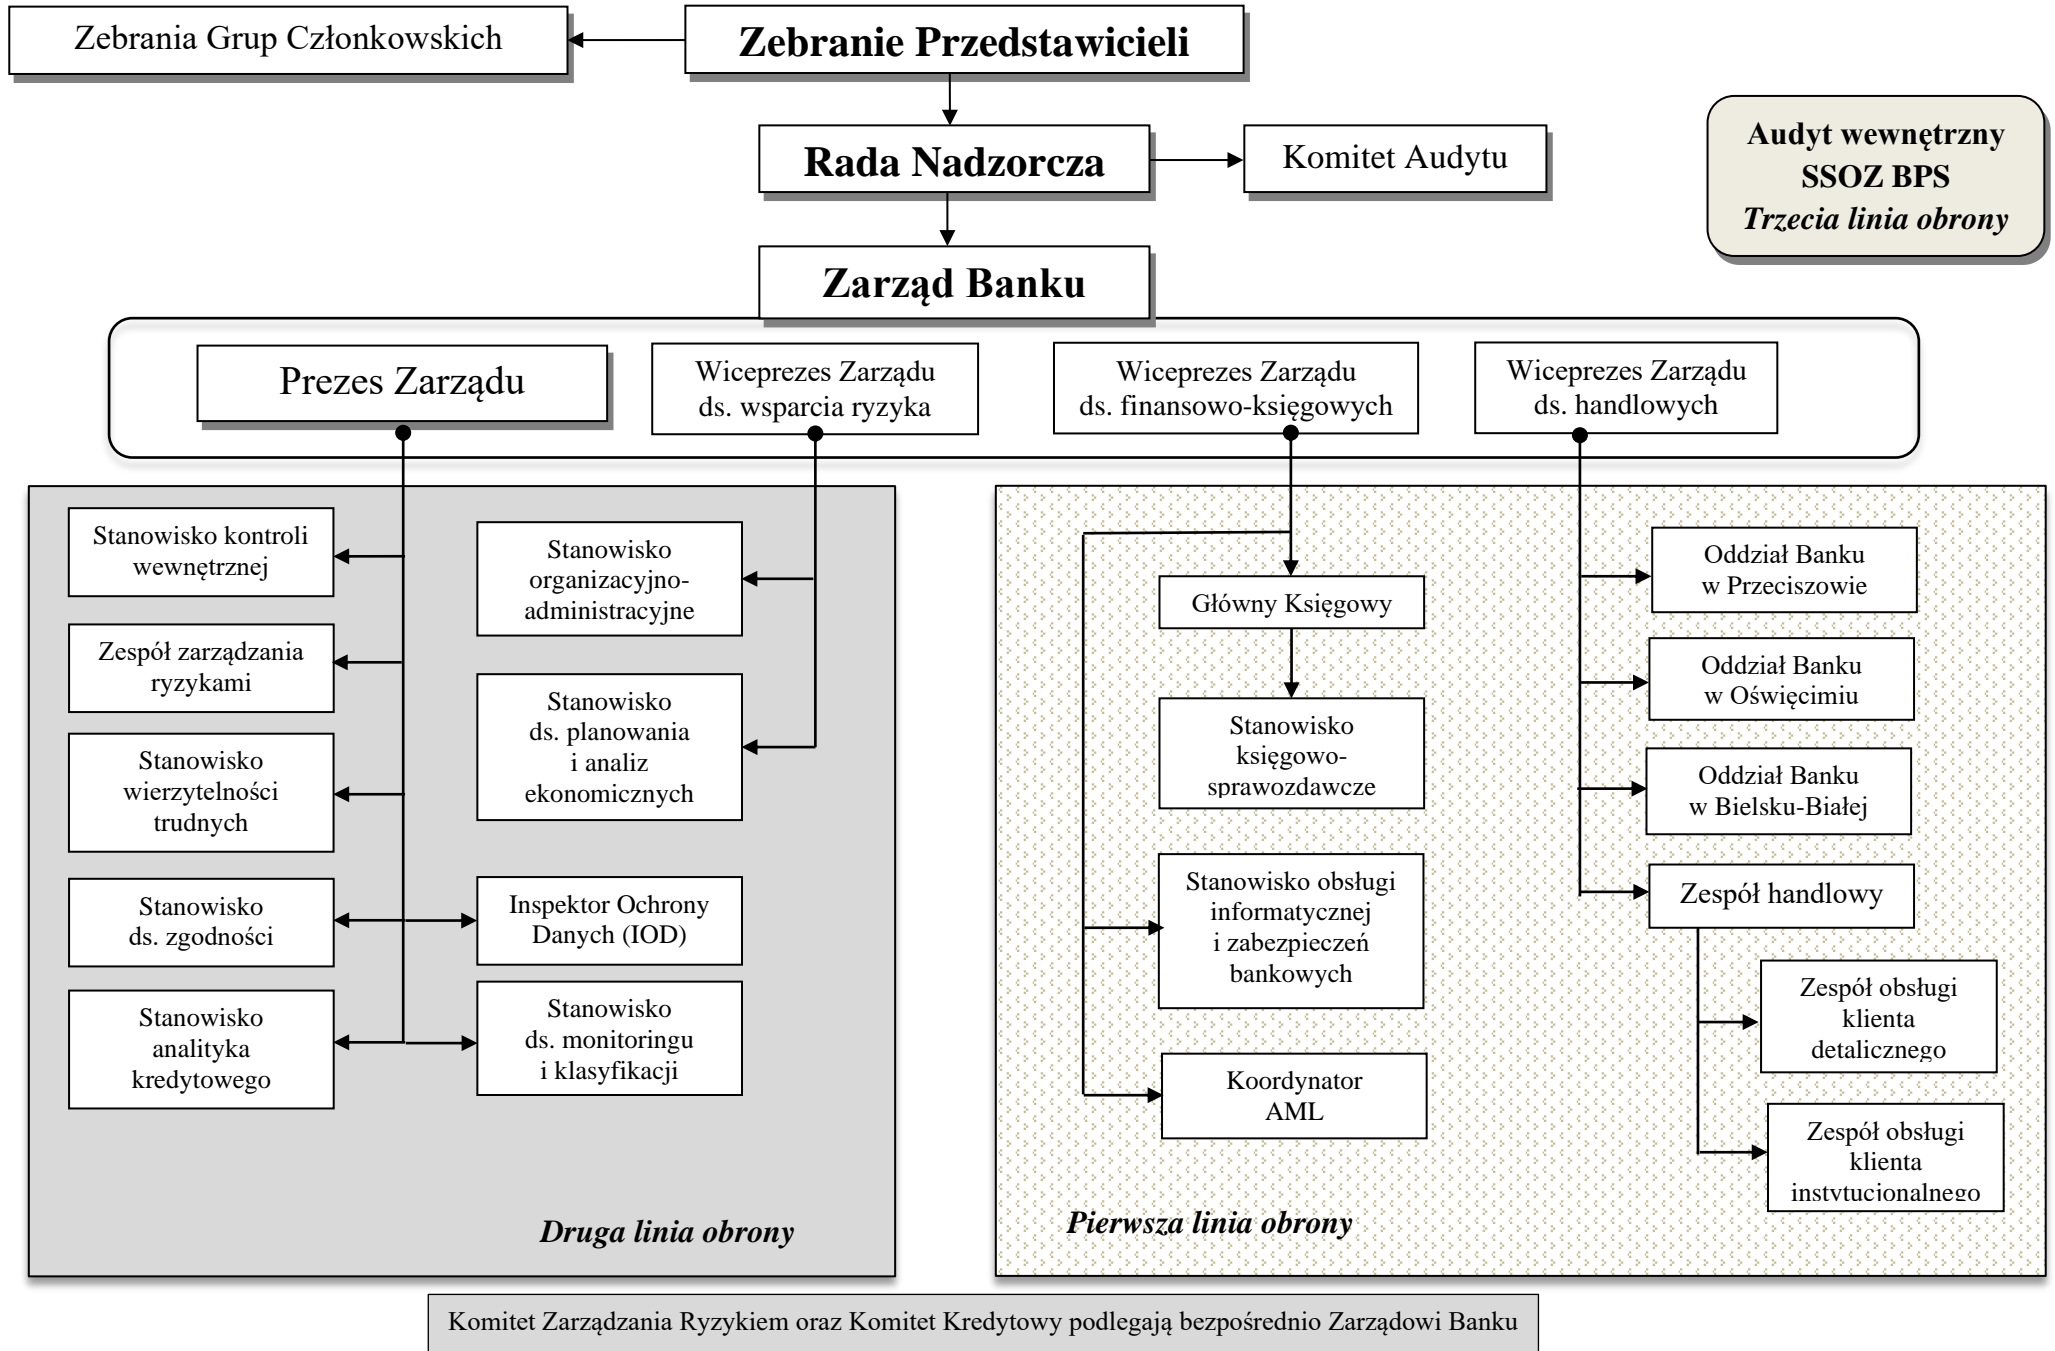 Zebrania Grup Członkowskich
Zebranie Przedstawicieli
Rada Nadzorcza
Komitet Audytu
Audyt wewnętrzny
SSOZ BPS
Trzecia linia obrony
Zarząd Banku
Prezes Zarządu
Wiceprezes Zarządu
ds. wsparcia ryzyka
Wiceprezes Zarządu
ds. finansowo-księgowych
Wiceprezes Zarządu
ds. handlowych
Stanowisko kontroli
wewnętrznej
Zespół zarządzania
ryzykami
Stanowisko
wierzytelności
trudnych
Stanowisko
ds. zgodności
Stanowisko
analityka
kredytowego
Stanowisko
organizacyjno-
administracyjne
Stanowisko
ds. planowania
i analiz
ekonomicznych
Inspektor Ochrony
Danych (IOD)
Stanowisko
ds. monitoringu
i klasyfikacji
Druga linia obrony
Główny Księgowy
Stanowisko
księgowo-
sprawozdawcze
Stanowisko obsługi
informatycznej
i zabezpieczeń
bankowych
Koordynator
AML
Oddział Banku
w Przeciszowie
Oddział Banku
w Oświęcimiu
Oddział Banku
w Bielsku-Białej
Zespół handlowy
Zespół obsługi
klienta
detalicznego
Zespół obsługi
klienta
instytucjonalnego
Pierwsza linia obrony
Komitet Zarządzania Ryzykiem oraz Komitet Kredytowy podlegają bezpośrednio Zarządowi Banku